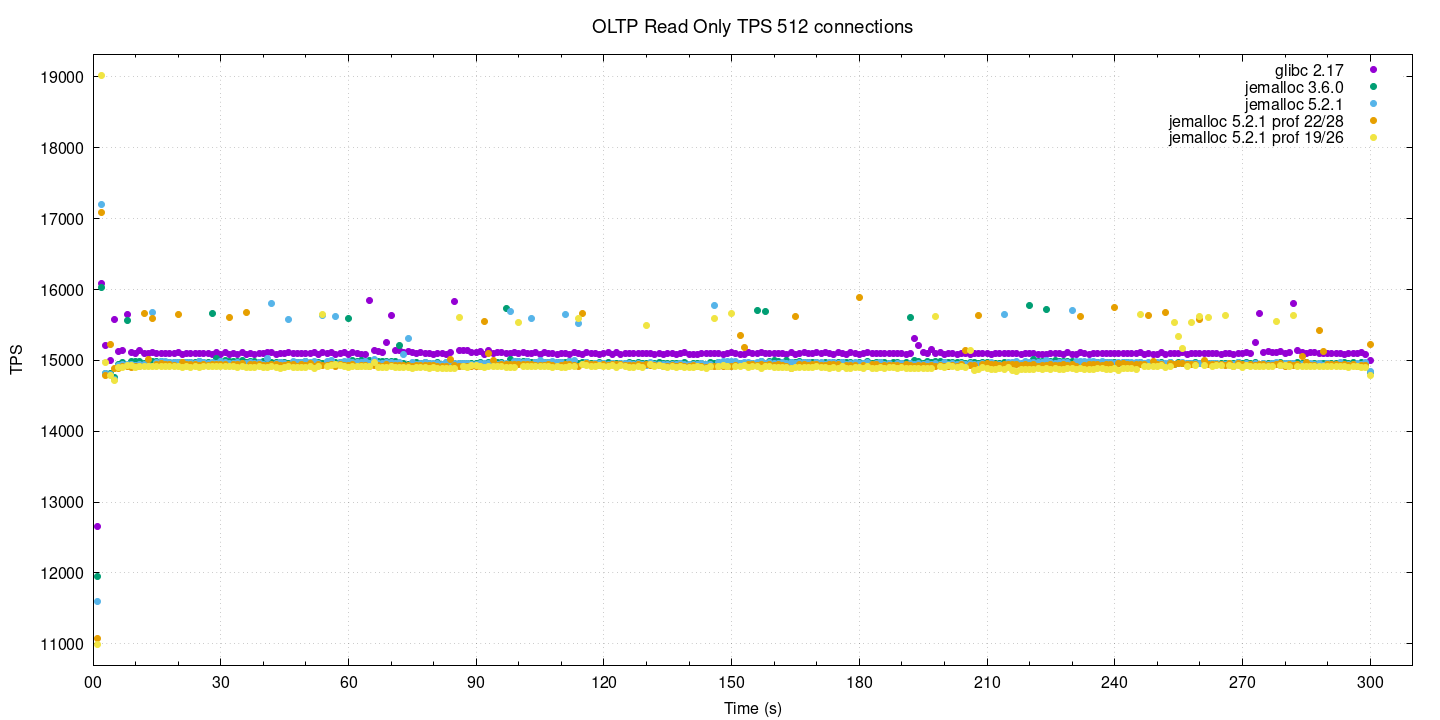 OLTP Read Only TPS 512 connections
19000
18000
17000
16000
15000
14000
13000
12000
11000
TPS
glibc 2.17
jemalloc 3.6.0
jemalloc 5.2.1
jemalloc 5.2.1 prof 22/28
jemalloc 5.2.1 prof 19/26
00 30 60 90 120 150 180 210 240 270 300
Time (s)